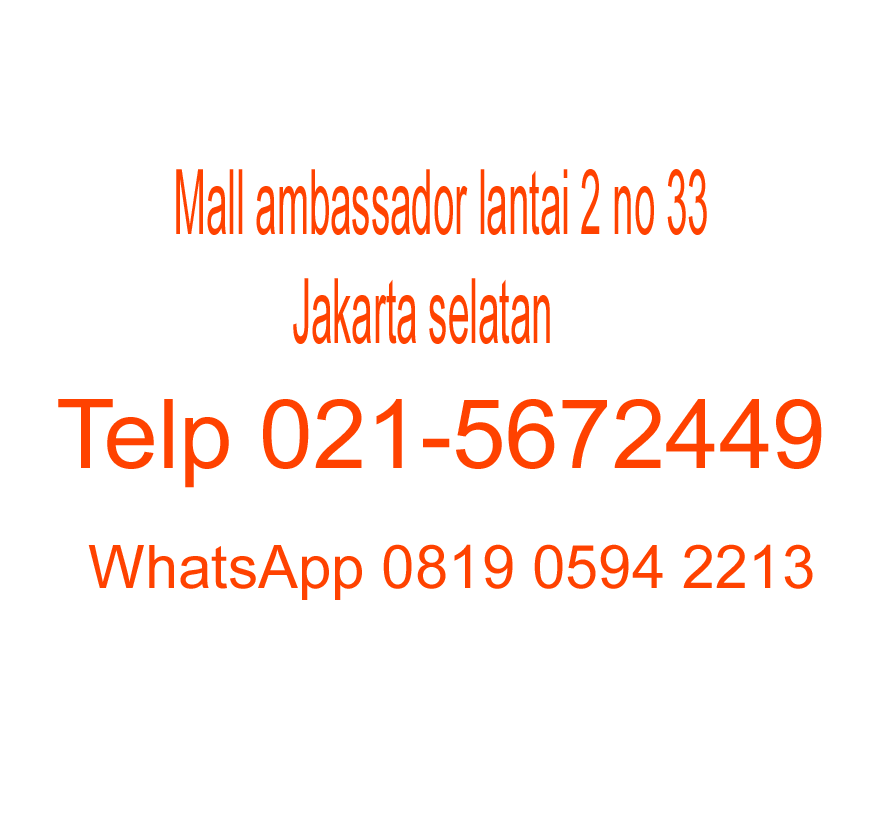 Mall ambassador lantai 2 no 33
Jakarta selatan
Telp 021-5672449
WhatsApp 0819 0594 2213